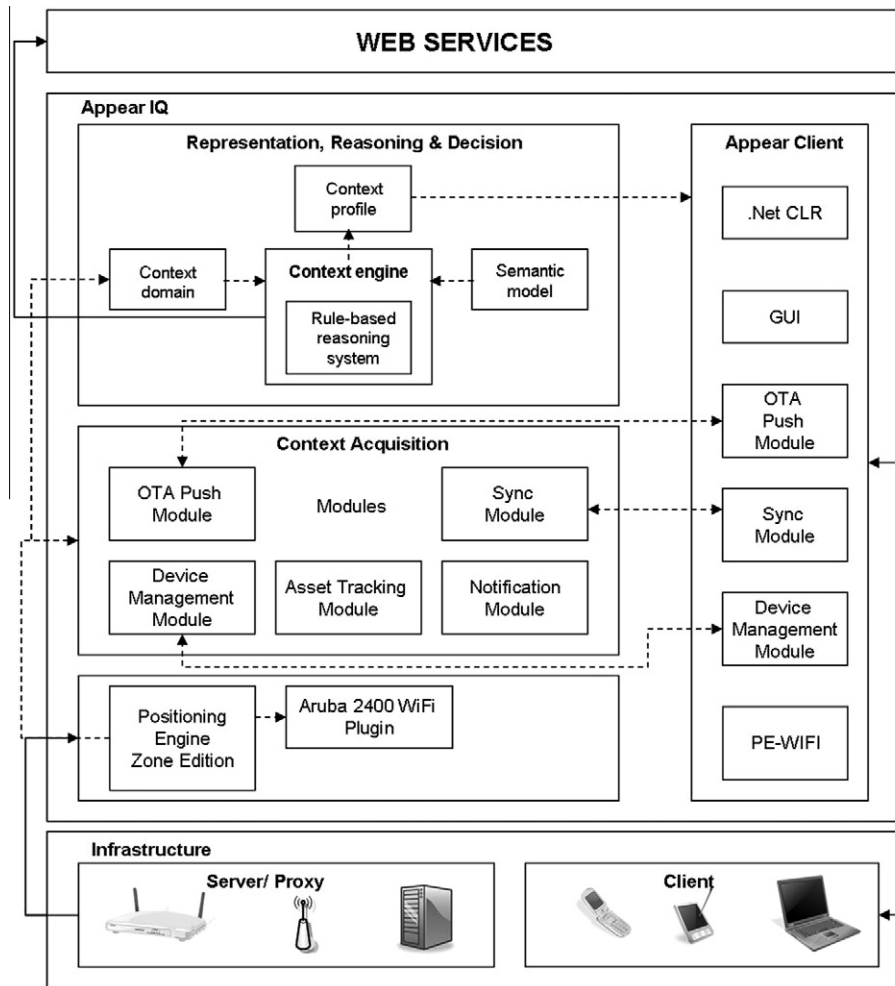 WEB SERVICES
Appear IQ
Representation, Reasoning & Decision
Context
profile
Context
domain
Context engine
Rule-based
reasoning
system
Semantic
model
Context Acquisition
OTA Push
Module
Modules
Sync
Module
Device
Management
Module
Asset Tracking
Module
Notification
Module
Positioning
Engine
Zone Edition
Aruba 2400 WiFi
Plugin
Appear Client
.Net CLR
GUI
OTA
Push
Module
Sync
Module
Device
Management
Module
PE-WIFI
Infrastructure
Server/ Proxy
Client